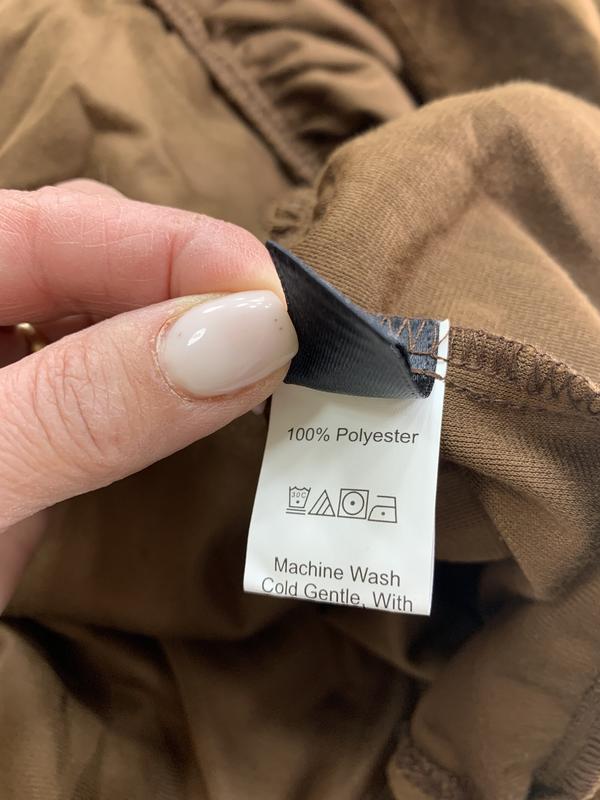 100% Polyester
30C
Machine Wash
Cold Gentle, With